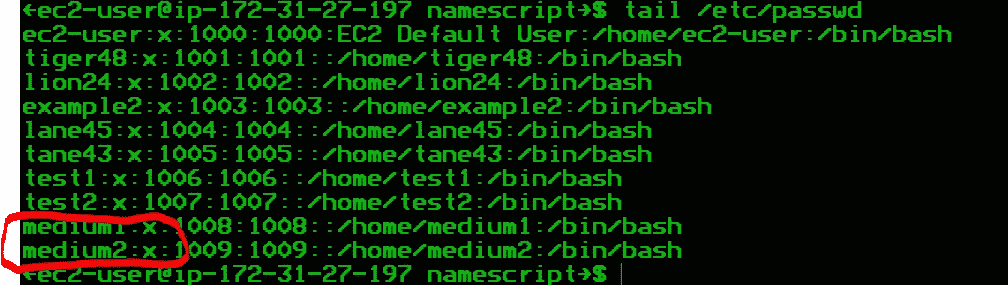 ←ec2-user@ip-172-31-27-197 namescript→$ tail /etc/passwd
ec2-user:x:1000:1000:EC2 Default User:/home/ec2-user:/bin/bash
tiger48:x:1001:1001::/home/tiger48:/bin/bash
lion24:x:1002:1002::/home/lion24:/bin/bash
example2:x:1003:1003::/home/example2:/bin/bash
lane45:x:1004:1004::/home/lane45:/bin/bash
tane43:x:1005:1005::/home/tane43:/bin/bash
test1:x:1006:1006::/home/test1:/bin/bash
test2:x:1007:1007::/home/test2:/bin/bash
medium1:x:1008:1008::/home/medium1:/bin/bash
medium2:x:1009:1009::/home/medium2:/bin/bash
←ec2-user@ip-172-31-27-197 namescript→$